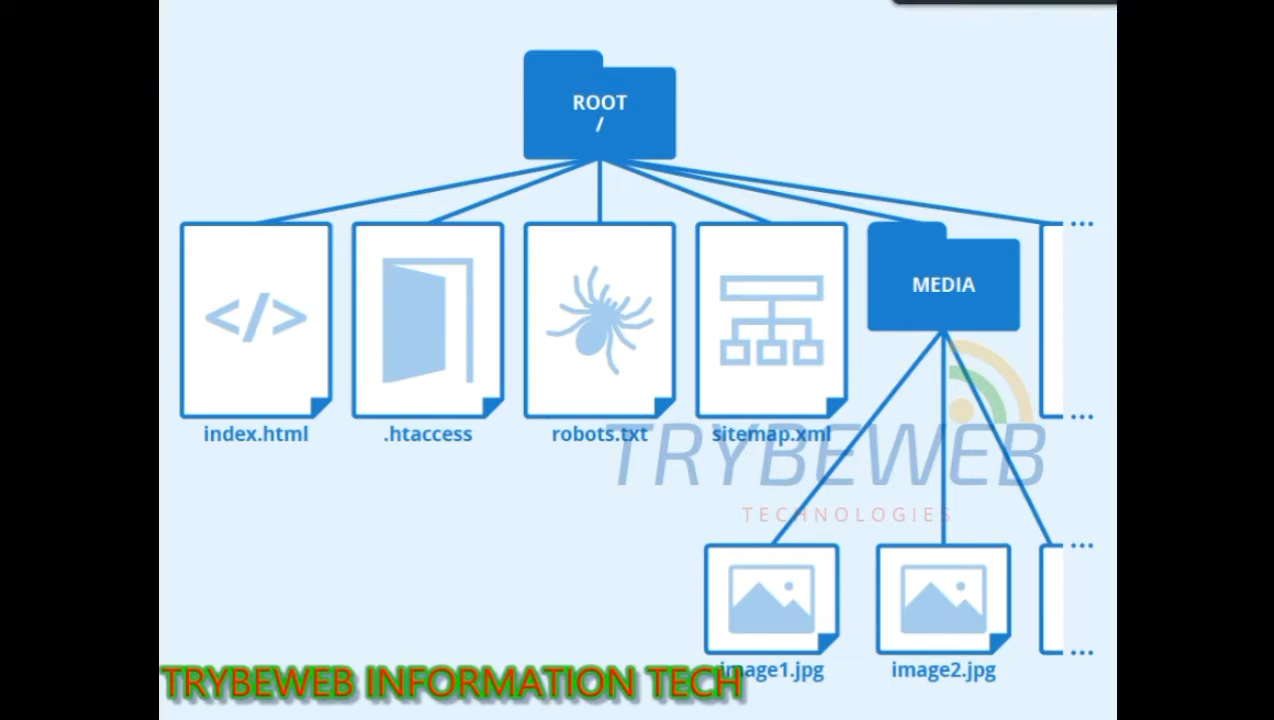 ROOT
/
</>
MEDIA
index.html
.htaccess
robots.txt
sitemap.xml
...
...
TRYBEWEB
TECHNOLOGIES
...
...
image1.jpg
image2.jpg
TRYBEWEB INFORMATION TECH